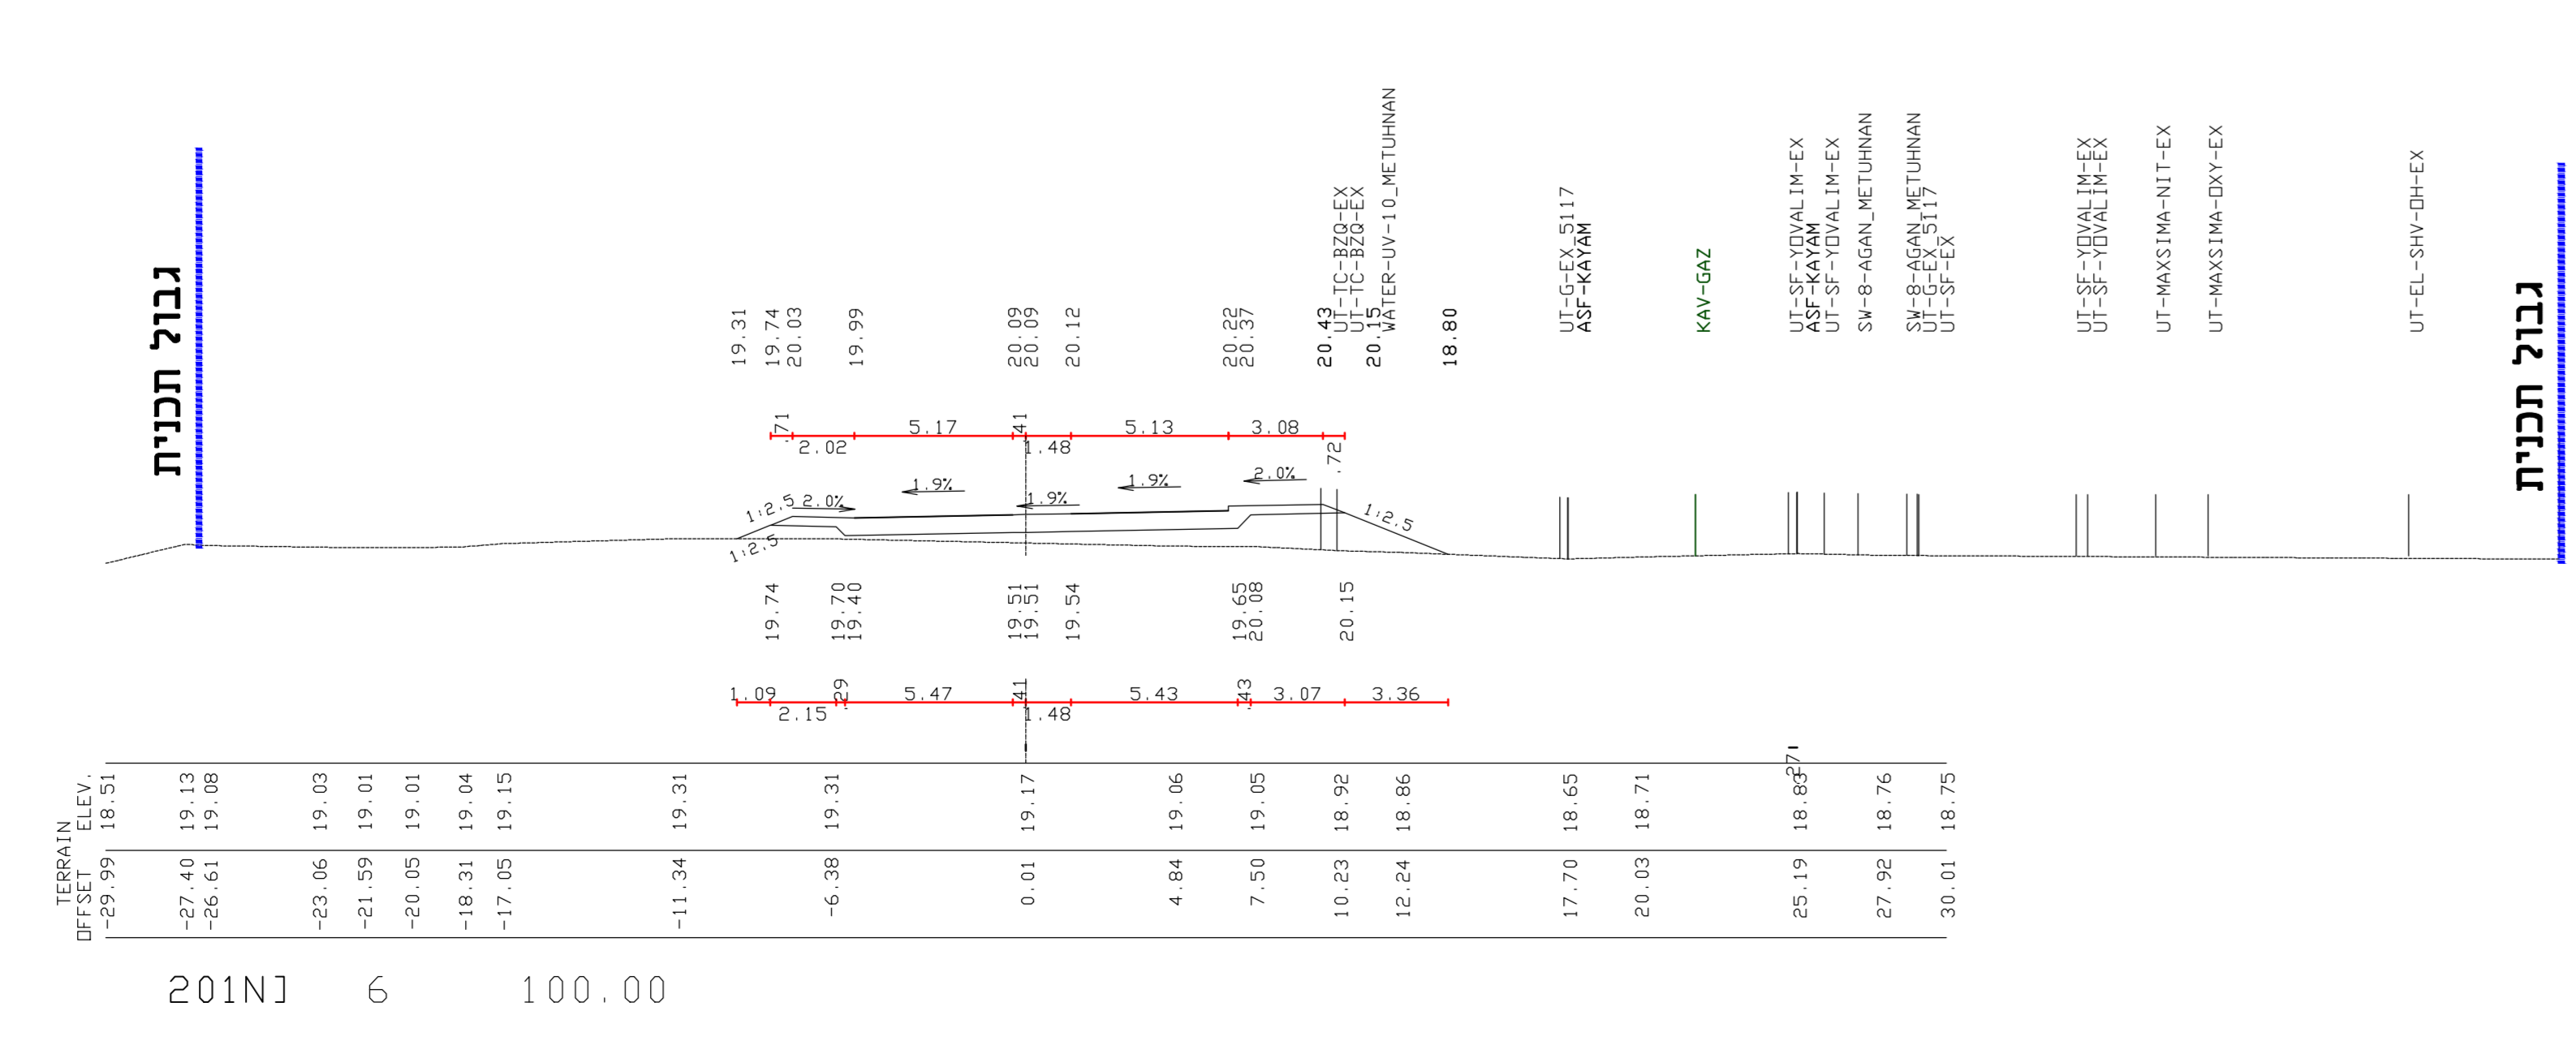 גבול תכנית
גבול תכנית
UT-TC-BZQ-EX
UT-TC-BZQ-EX
WATER-UV-10_METUHNAN
UT-G-EX_5117
ASF-KAYAM
KAV-GAZ
UT-SF-YOVALIM-EX
ASF-KAYAM
UT-SF-YOVALIM-EX
SW-8-AGAN_METUHNAN
SW-8-AGAN_METUHNAN
UT-G-EX_5117
UT-SF-EX
UT-SF-YOVALIM-EX
UT-SF-YOVALIM-EX
UT-MAXSIMA-NIT-EX
UT-MAXSIMA-OXY-EX
UT-EL-SHV-OH-EX
19.31 19.74 20.03 19.99 20.09 20.09 20.12 20.22 20.37 20.43 20.15 18.80
.71 5.17 .41 5.13 3.08
2.02 1.48 .72
1:2.5 2.0% 1.9% 1.9% 1.9% 2.0% 1:2.5
1:2.5
19.74 19.70 19.40 19.51 19.51 19.54 19.65 20.08 20.15
1.09 .29 5.47 .41 5.43 .43 3.07 3.36
2.15 1.48
27
TERRAIN
ELEV. 18.51 19.13 19.08 19.03 19.01 19.01 19.04 19.15 19.31 19.31 19.17 19.06 19.05 18.92 18.86 18.65 18.71 18.83 18.76 18.75
OFFSET -29.99 -27.40 -26.61 -23.06 -21.59 -20.05 -18.31 -17.05 -11.34 -6.38 0.01 4.84 7.50 10.23 12.24 17.70 20.03 25.19 27.92 30.01
201N] 6 100.00